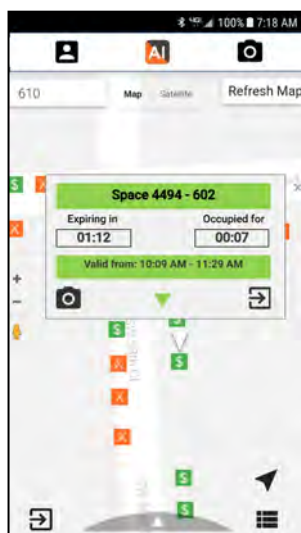 100% 7:18 AM
AI
610
Map
Satellite
Refresh Map
S X
Space 4494 - 602
Expiring in
Occupied for
01:12
00:07
Valid from: 10:09 AM - 11:29 AM
X
X
+
−
S
S
S
X
X
X
S
S